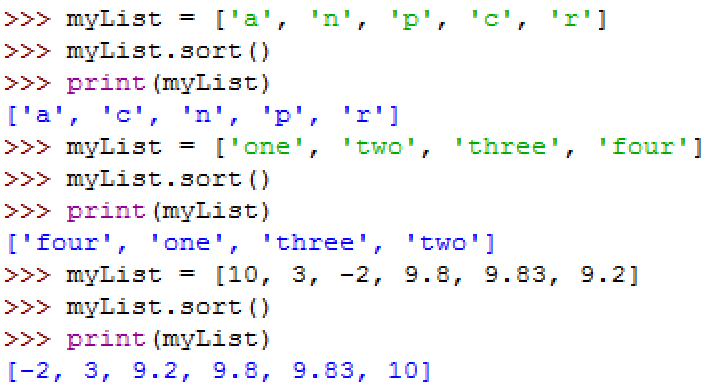 >>> myList = ['a', 'n', 'p', 'c', 'r']
>>> myList.sort()
>>> print(myList)
['a', 'c', 'n', 'p', 'r']
>>> myList = ['one', 'two', 'three', 'four']
>>> myList.sort()
>>> print(myList)
['four', 'one', 'three', 'two']
>>> myList = [10, 3, -2, 9.8, 9.83, 9.2]
>>> myList.sort()
>>> print(myList)
[-2, 3, 9.2, 9.8, 9.83, 10]